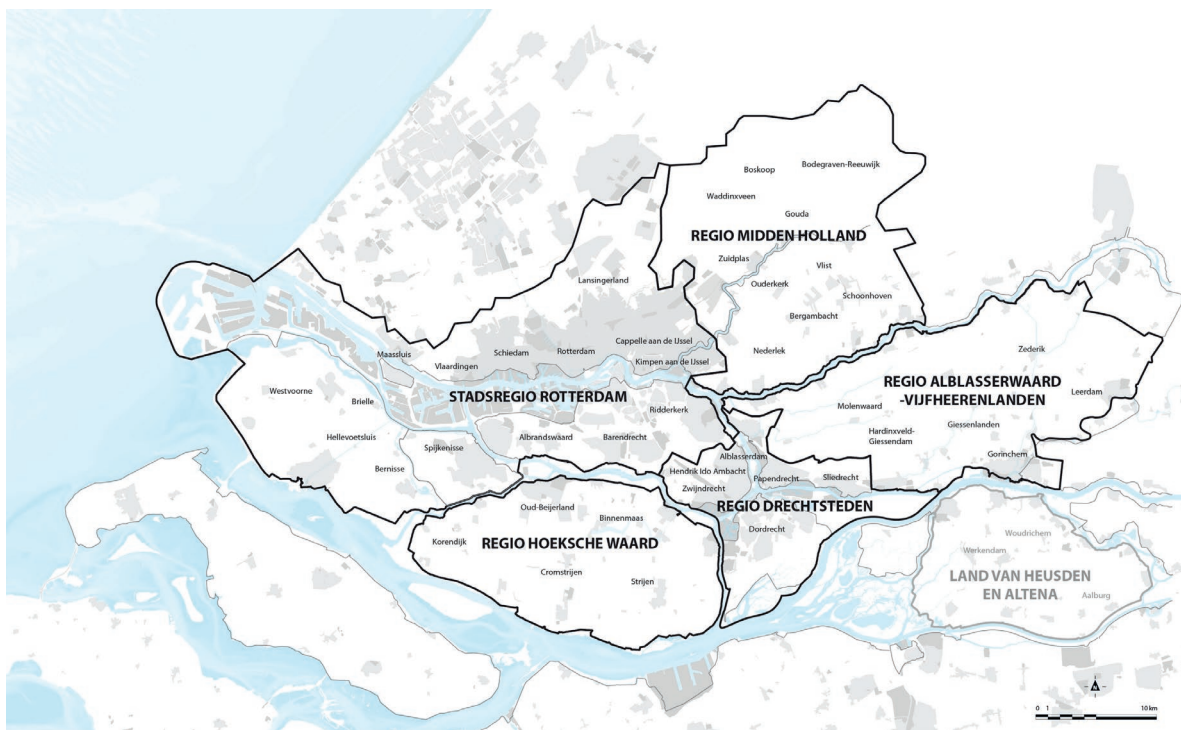 Boskoop
Bodegraven-Reeuwijk
Waddinxveen
Gouda
REGIO MIDDEN HOLLAND
Zuidplas
Vlist
Lansingerland
Ouderkerk
Schoonhoven
Bergambacht
Cappelle aan de IJssel
Nederlek
Zederik
Maassluis
Schiedam
Rotterdam
Vlaardingen
Kimpen aan de IJssel
REGIO ALBLASSERWAARD
-VIJFHEERENLANDEN
Westvoorne
Leerdam
Brielle
STADSREGIO ROTTERDAM
Ridderkerk
Molenwaard
Giessenlanden
Hardinxveld-
Giessendam
Hellevoetsluis
Albrandswaard
Barendrecht
Spijkenisse
Alblasserdam
Gorinchem
Bernisse
Hendrik Ido Ambacht
Papendrecht
Sliedrecht
Zwijndrecht
REGIO DRECHTSTEDEN
Oud-Beijerland
Binnenmaas
Dordrecht
Korendijk
REGIO HOEKSCHE WAARD
Woudrichem
Werkendam
Cromstrijen
Strijen
LAND VAN HEUSDEN
EN ALTENA
Aalburg
N
0 1 10 km